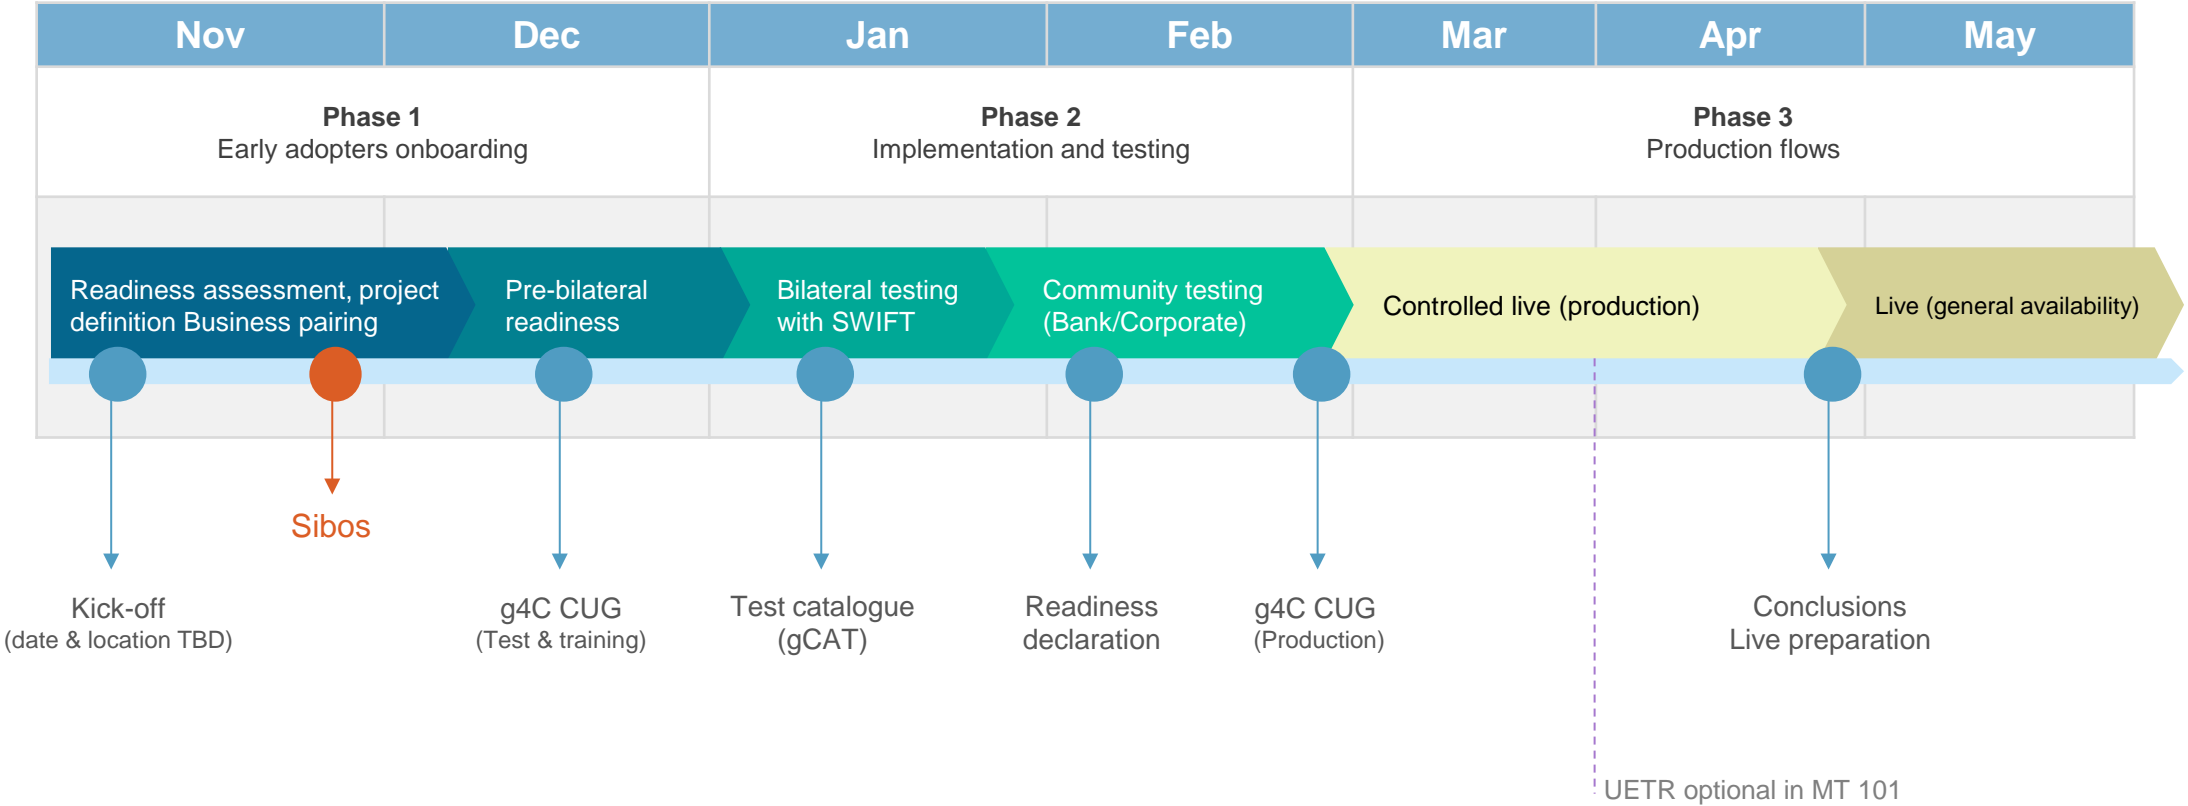 Nov Dec Jan Feb Mar Apr May
Phase 1
Early adopters onboarding
Phase 2
Implementation and testing
Phase 3
Production flows
Readiness assessment, project
definition Business pairing
Pre-bilateral
readiness
Bilateral testing
with SWIFT
Community testing
(Bank/Corporate)
Controlled live (production)
Live (general availability)
Sibos
Kick-off
(date & location TBD)
g4C CUG
(Test & training)
Test catalogue
(gCAT)
Readiness
declaration
g4C CUG
(Production)
Conclusions
Live preparation
UETR optional in MT 101